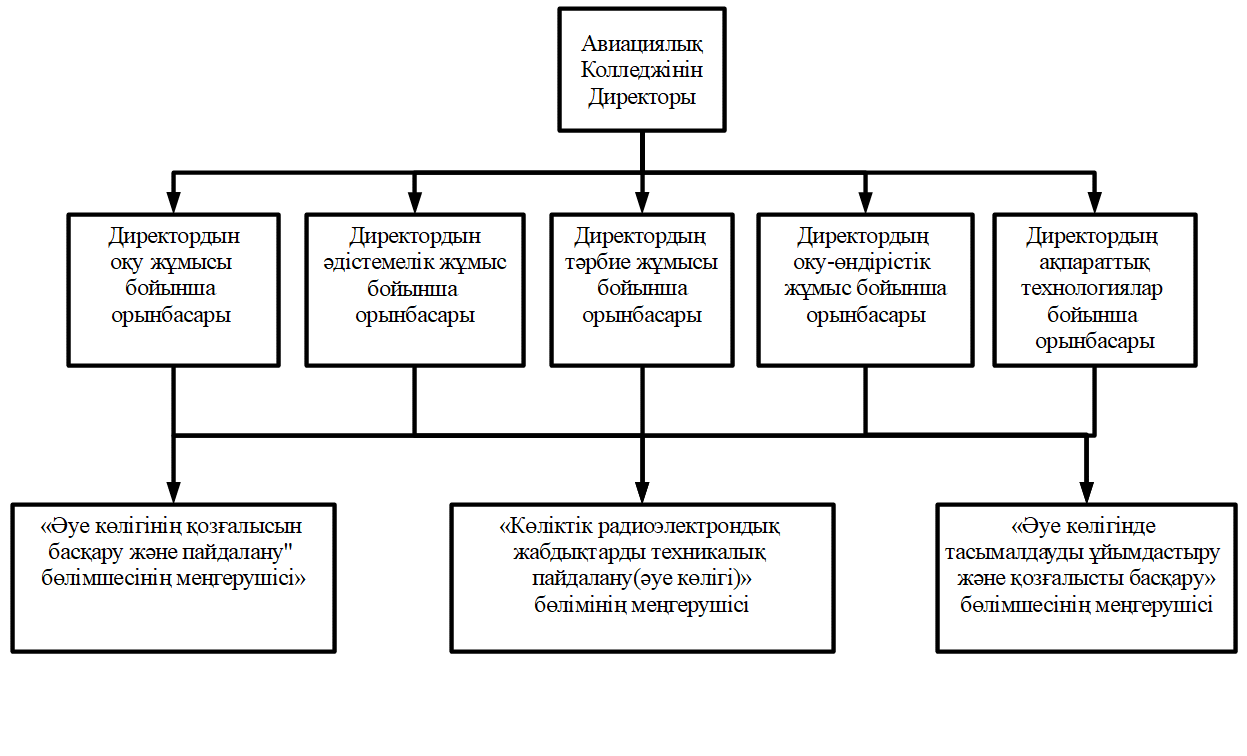 Авиациялық
Колледжінін
Директоры
Директордын
оқу жұмысы
бойынша
орынбасары
Директордын
әдістемелік жұмыс
бойынша
орынбасары
Директордың
тәрбие жұмысы
бойынша
орынбасары
Директордың
оқу-өндірістік
жұмыс бойынша
орынбасары
Директордың
ақпараттық
технологиялар
бойынша
орынбасары
«Әуе көлігінің қозғалысын
басқару және пайдалану"
бөлімшесінің меңгерушісі»
«Көліктік радиоэлектрондық
жабдықтарды техникалық
пайдалану(әуе көлігі)»
бөлімінің меңгерушісі
«Әуе көлігінде
тасымалдауды ұйымдастыру
және қозғалысты басқару»
бөлімшесінің меңгерушісі